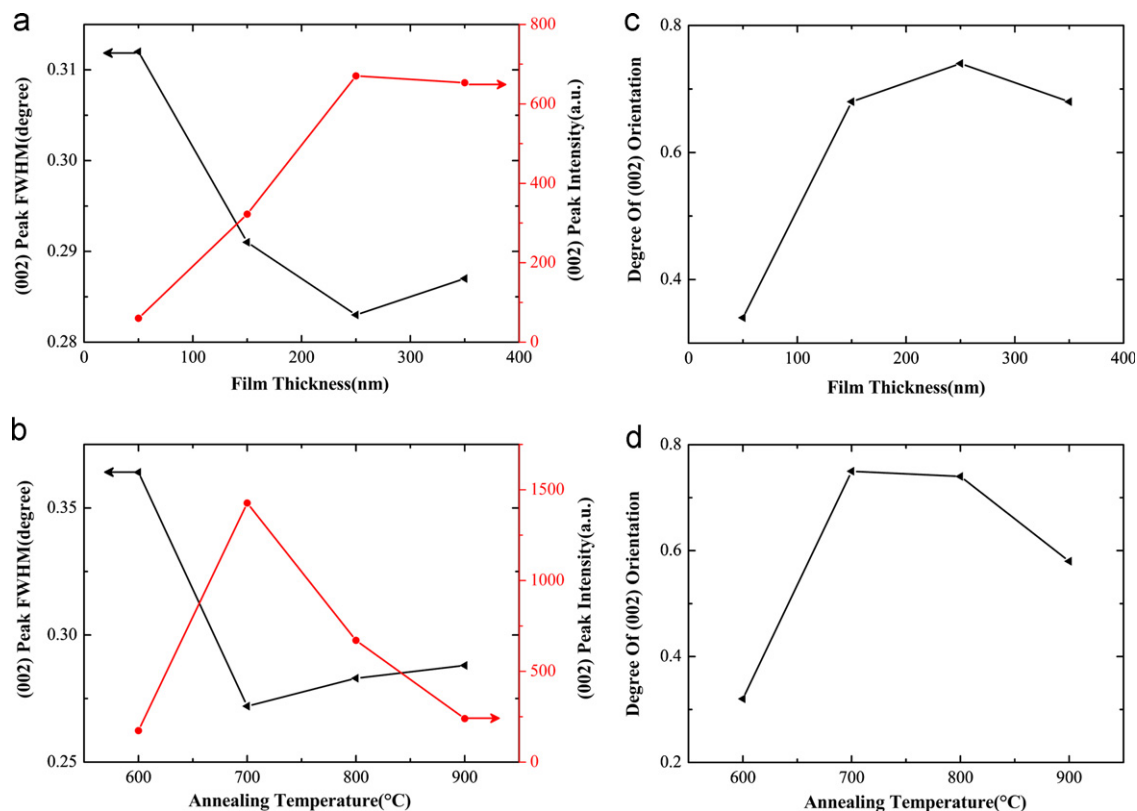 a
(002) Peak FWHM(degree)
0.31
0.30
0.29
0.28
800
600
400
200
0
(002) Peak Intensity(a.u.)
0 100 200 300 400
Film Thickness(nm)
c
Degree Of (002) Orientation
0.8
0.6
0.4
0 100 200 300 400
Film Thickness(nm)
b
(002) Peak FWHM(degree)
0.35
0.30
0.25
1500
1000
500
0
(002) Peak Intensity(a.u.)
600 700 800 900
Annealing Temperature(°C)
d
Degree Of (002) Orientation
0.8
0.6
0.4
0.2
600 700 800 900
Annealing Temperature(°C)